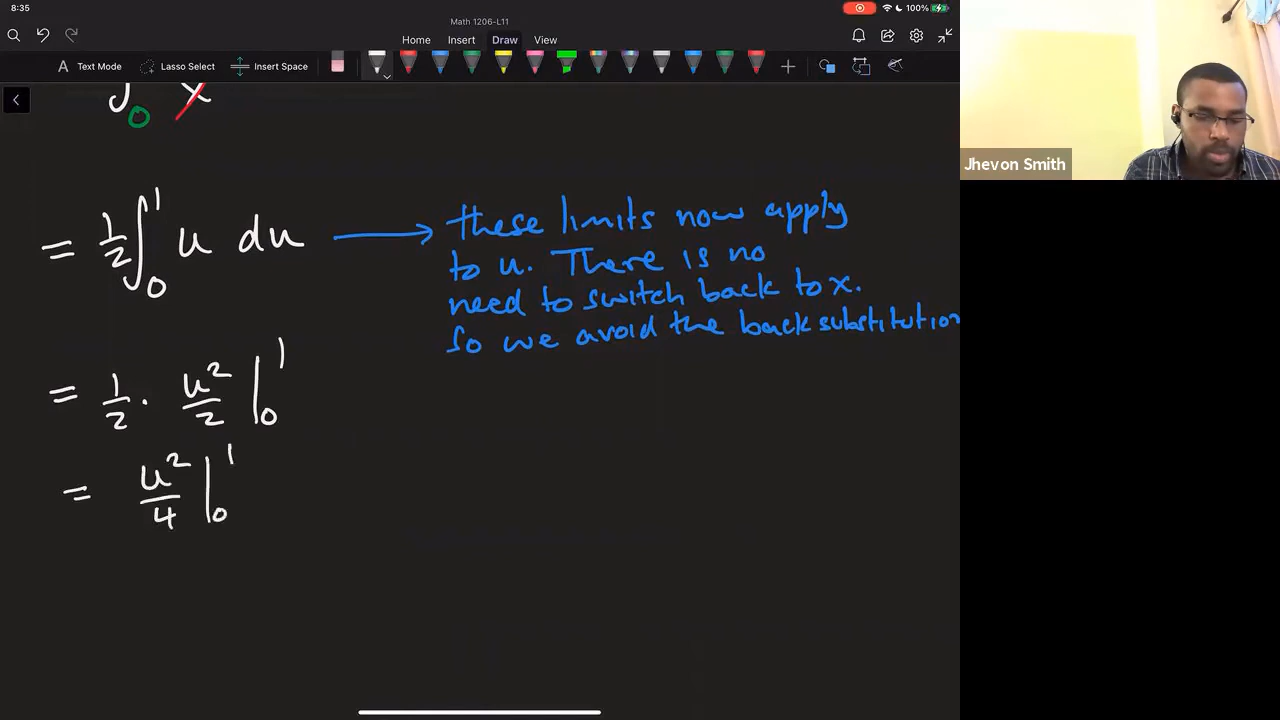 8:35
100%
Math 1206-L11
Home Insert Draw View
Text Mode Lasso Select Insert Space
∫ 0 x
= 1/2 ∫₀¹ u du → these limits now apply
to u. There is no
need to switch back to x.
So we avoid the back substitution
= 1/2 · u²/2 |₀¹
= u²/4 |₀¹
Jhevon Smith